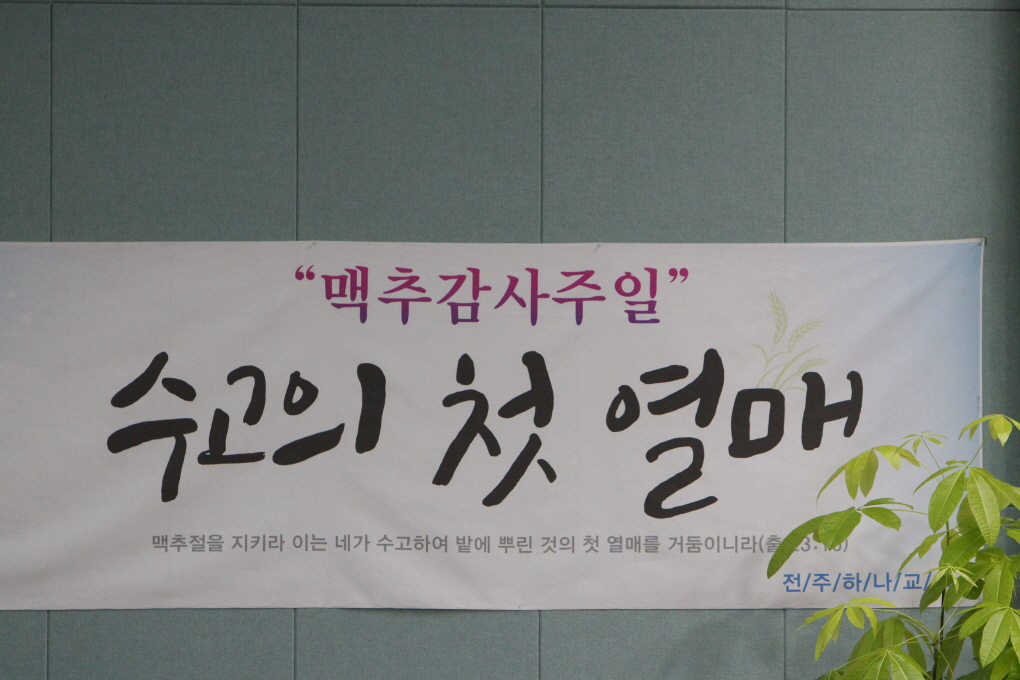 “맥추감사주일”
수고의 첫 열매
맥추절을 지키라 이는 네가 수고하여 밭에 뿌린 것의 첫 열매를 거둠이니라(출
전/주/하/나/교/